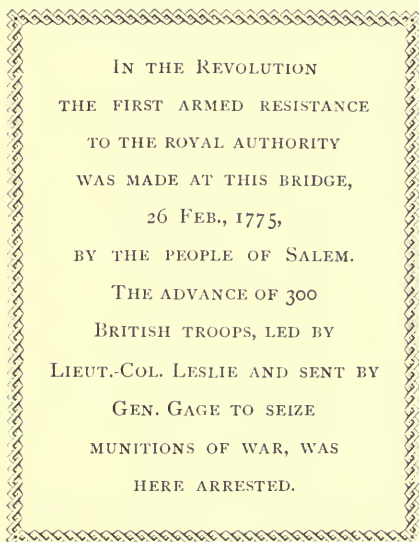 In the Revolution
the first armed resistance
to the royal authority
was made at this bridge,
26 Feb., 1775,
by the people of Salem.
The advance of 300
British troops, led by
Lieut.-Col. Leslie and sent by
Gen. Gage to seize
munitions of war, was
here arrested.